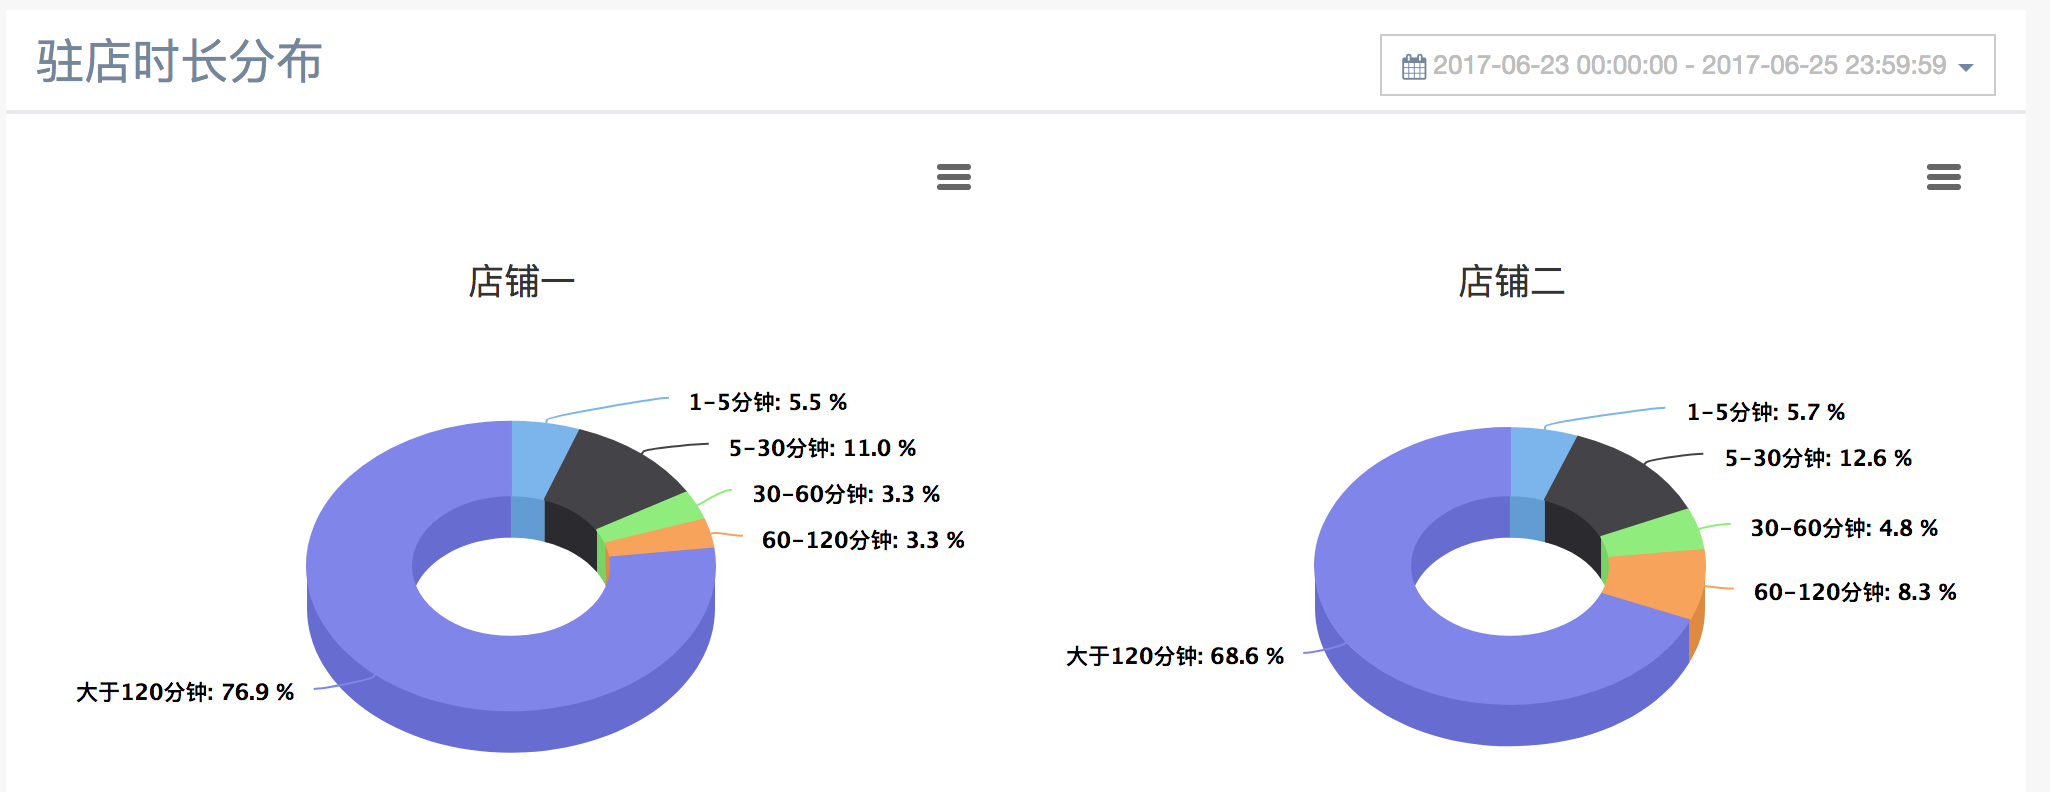 驻店时长分布
2017-06-23 00:00:00 - 2017-06-25 23:59:59
店铺一
1-5分钟: 5.5 %
5-30分钟: 11.0 %
30-60分钟: 3.3 %
60-120分钟: 3.3 %
大于120分钟: 76.9 %
店铺二
1-5分钟: 5.7 %
5-30分钟: 12.6 %
30-60分钟: 4.8 %
60-120分钟: 8.3 %
大于120分钟: 68.6 %